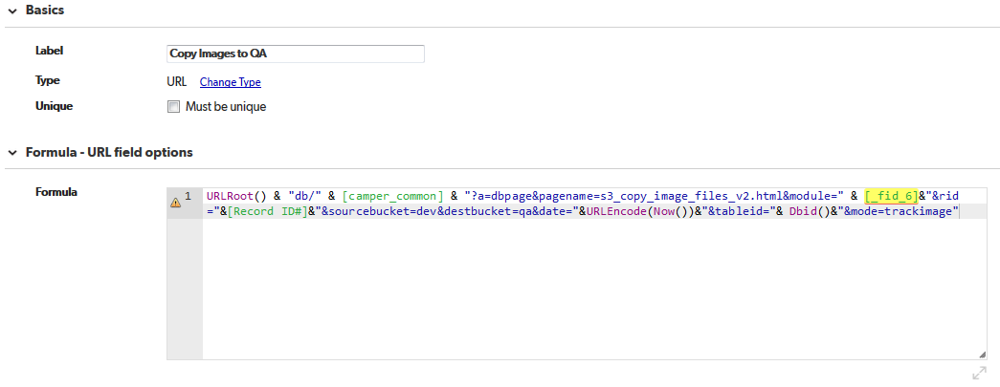 Basics
Label
Copy Images to QA
Type
URL Change Type
Unique
Must be unique
Formula - URL field options
Formula
1 URLRoot() & "db/" & [camper_common] & "?a=dbpage&pagename=s3_copy_image_files_v2.html&module=" & [_fid_6]&"&rid
="&[Record ID#]&"&sourcebucket=dev&destbucket=qa&date="&URLEncode(Now())&"&tableid="& Dbid()&"&mode=trackimage"